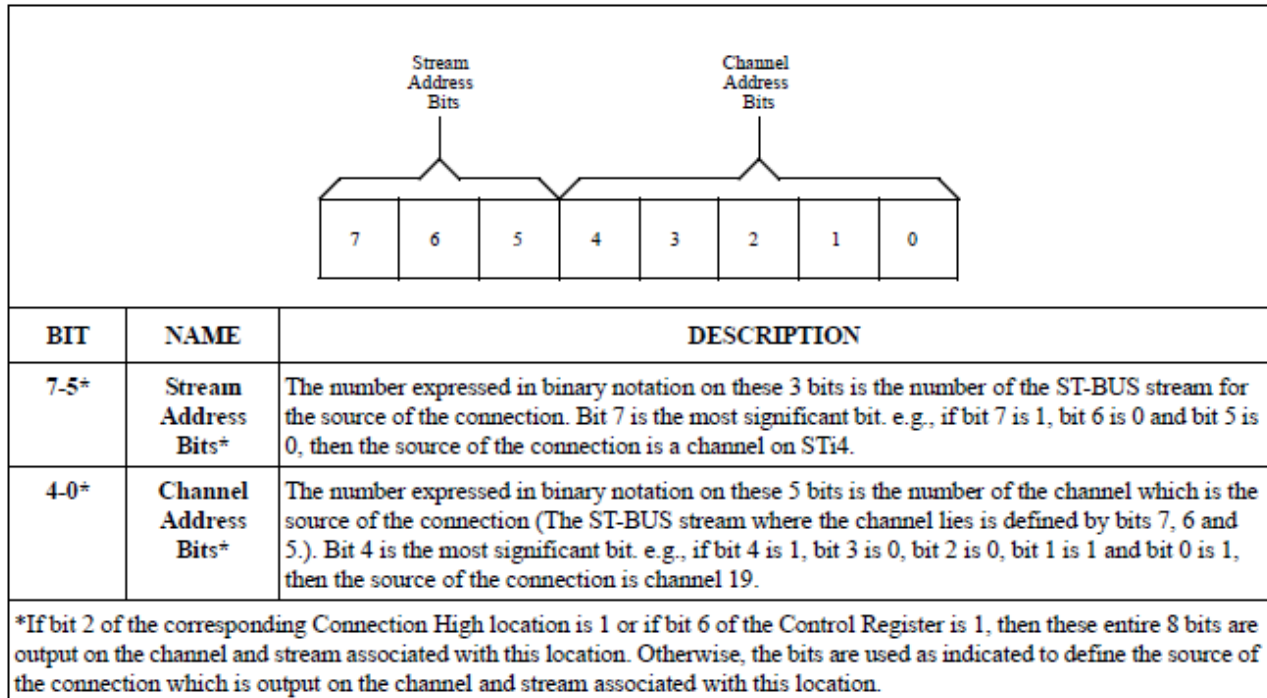 Stream
Address
Bits
Channel
Address
Bits
7 6 5 4 3 2 1 0
BIT NAME DESCRIPTION
7-5* Stream
Address
Bits*
The number expressed in binary notation on these 3 bits is the number of the ST-BUS stream for
the source of the connection. Bit 7 is the most significant bit. e.g., if bit 7 is 1, bit 6 is 0 and bit 5 is
0, then the source of the connection is a channel on STi4.
4-0* Channel
Address
Bits*
The number expressed in binary notation on these 5 bits is the number of the channel which is the
source of the connection (The ST-BUS stream where the channel lies is defined by bits 7, 6 and
5.). Bit 4 is the most significant bit. e.g., if bit 4 is 1, bit 3 is 0, bit 2 is 0, bit 1 is 1 and bit 0 is 1,
then the source of the connection is channel 19.
*If bit 2 of the corresponding Connection High location is 1 or if bit 6 of the Control Register is 1, then these entire 8 bits are
output on the channel and stream associated with this location. Otherwise, the bits are used as indicated to define the source of
the connection which is output on the channel and stream associated with this location.